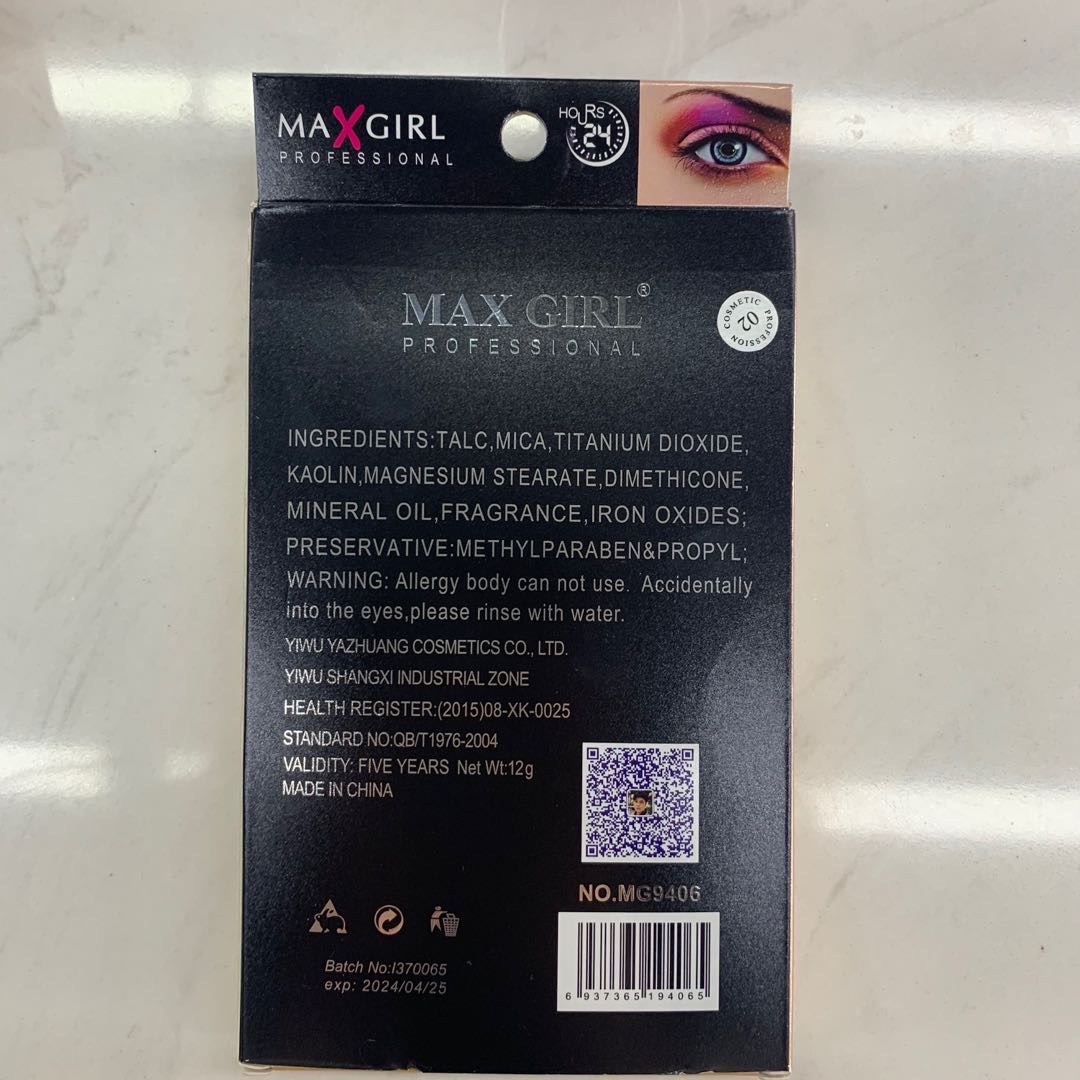 MAXGIRL
PROFESSIONAL
HOURS
24
MAX GIRL®
PROFESSIONAL
COSMETIC PROFESSION
02
INGREDIENTS:TALC,MICA,TITANIUM DIOXIDE,
KAOLIN,MAGNESIUM STEARATE,DIMETHICONE,
MINERAL OIL,FRAGRANCE,IRON OXIDES;
PRESERVATIVE:METHYLPARABEN&PROPYL;
WARNING: Allergy body can not use. Accidentally
into the eyes,please rinse with water.
YIWU YAZHUANG COSMETICS CO., LTD.
YIWU SHANGXI INDUSTRIAL ZONE
HEALTH REGISTER:(2015)08-XK-0025
STANDARD NO:QB/T1976-2004
VALIDITY: FIVE YEARS Net Wt:12g
MADE IN CHINA
NO.MG9406
Batch No:I370065
exp: 2024/04/25
6 937365 194065